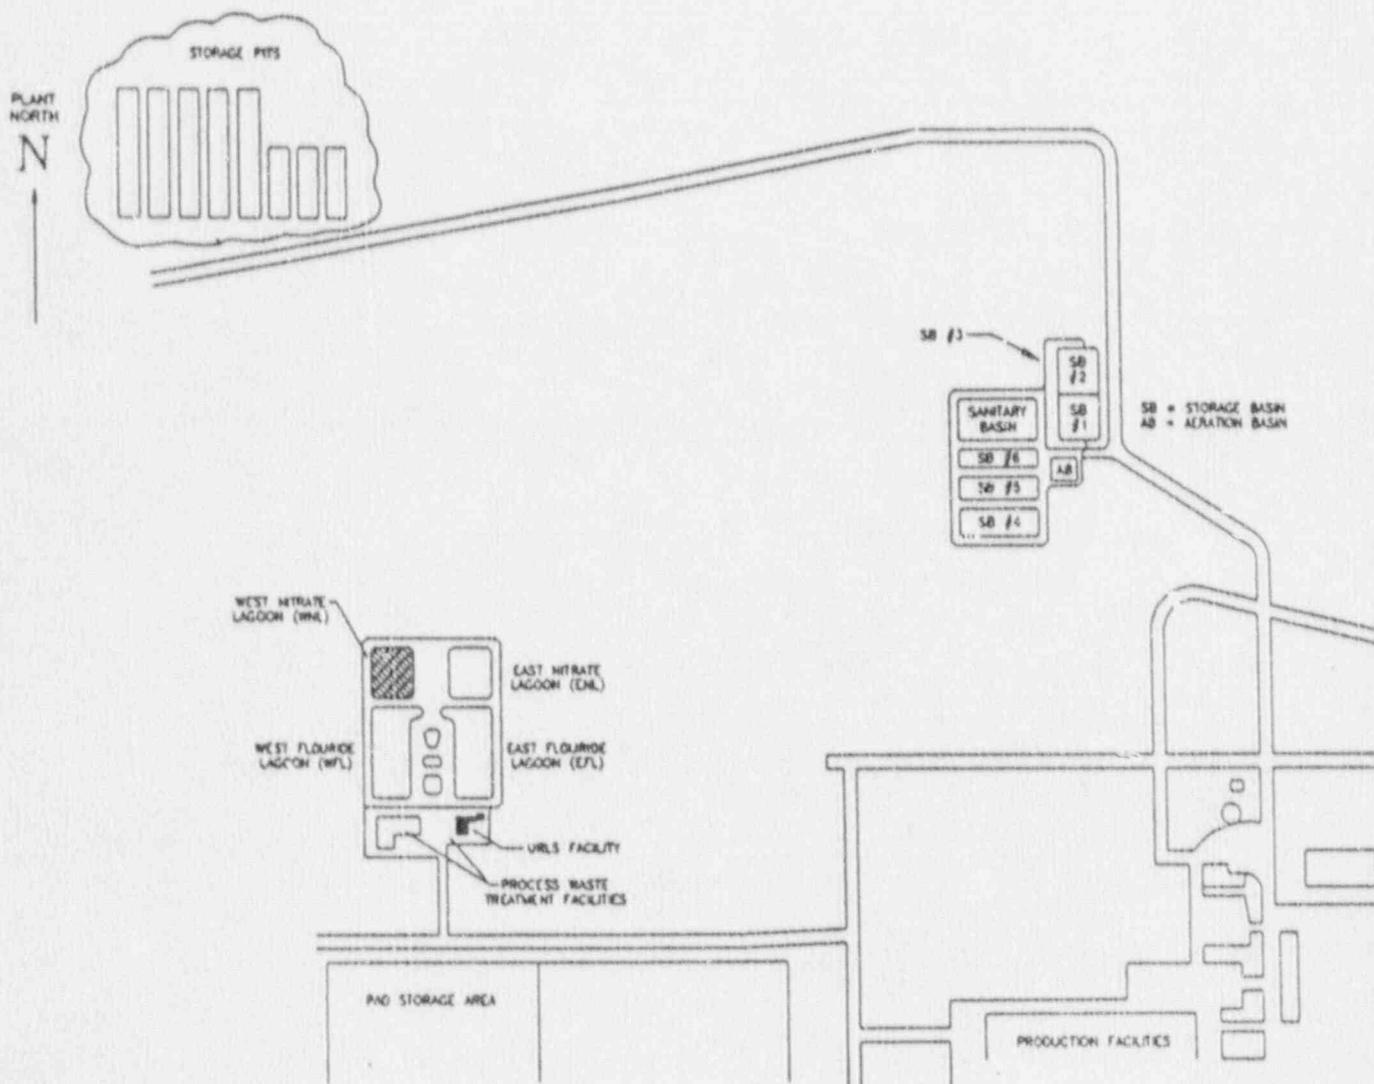 STORAGE PITS
PLANT
NORTH
N
SB #3
SB
#2
SANITARY
BASIN
SB
#1
SB = STORAGE BASIN
AB = AERATION BASIN
SB #6
AB
SB #5
SB #4
WEST NITRATE
LAGOON (WNL)
EAST NITRATE
LAGOON (ENL)
WEST FLOURIDE
LAGOON (WFL)
EAST FLOURIDE
LAGOON (EFL)
URLS FACILITY
PROCESS WASTE
TREATMENT FACILITIES
PAD STORAGE AREA
PRODUCTION FACILITIES